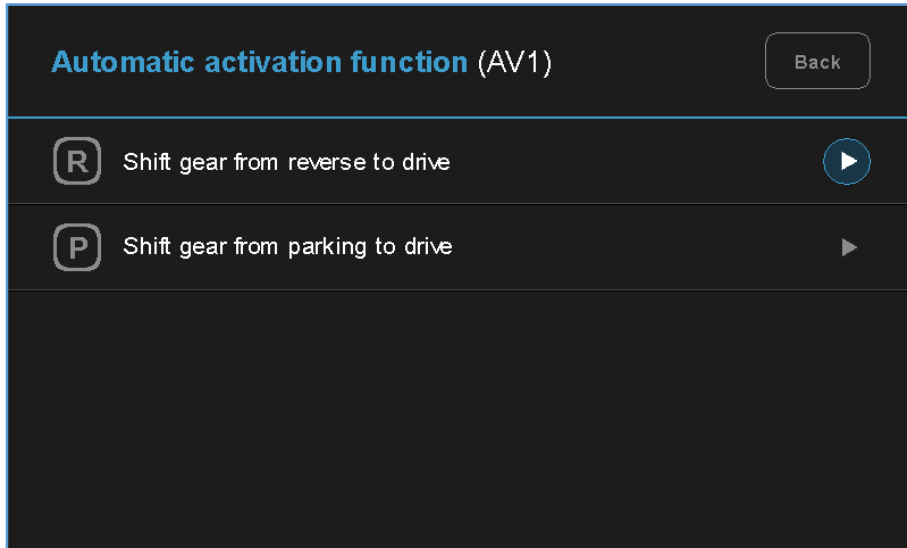 Automatic activation function (AV1)
Back
R Shift gear from reverse to drive
P Shift gear from parking to drive